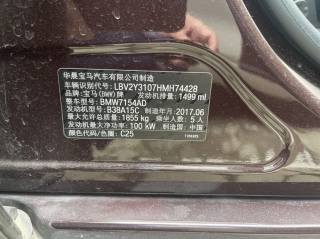 华晨宝马汽车有限公司制造
车辆识别代号：LBV2Y3107HMH74428
品牌：宝马(BMW)牌 发动机排量：1499 ml
整车型号：BMW7154AD
发动机型号：B38A15C 制造年月：2017.06
最大允许总质量：1855 kg 乘坐人数：5 人
发动机最大净功率：100 kW 制造国：中国
颜色代码/色圈：C25